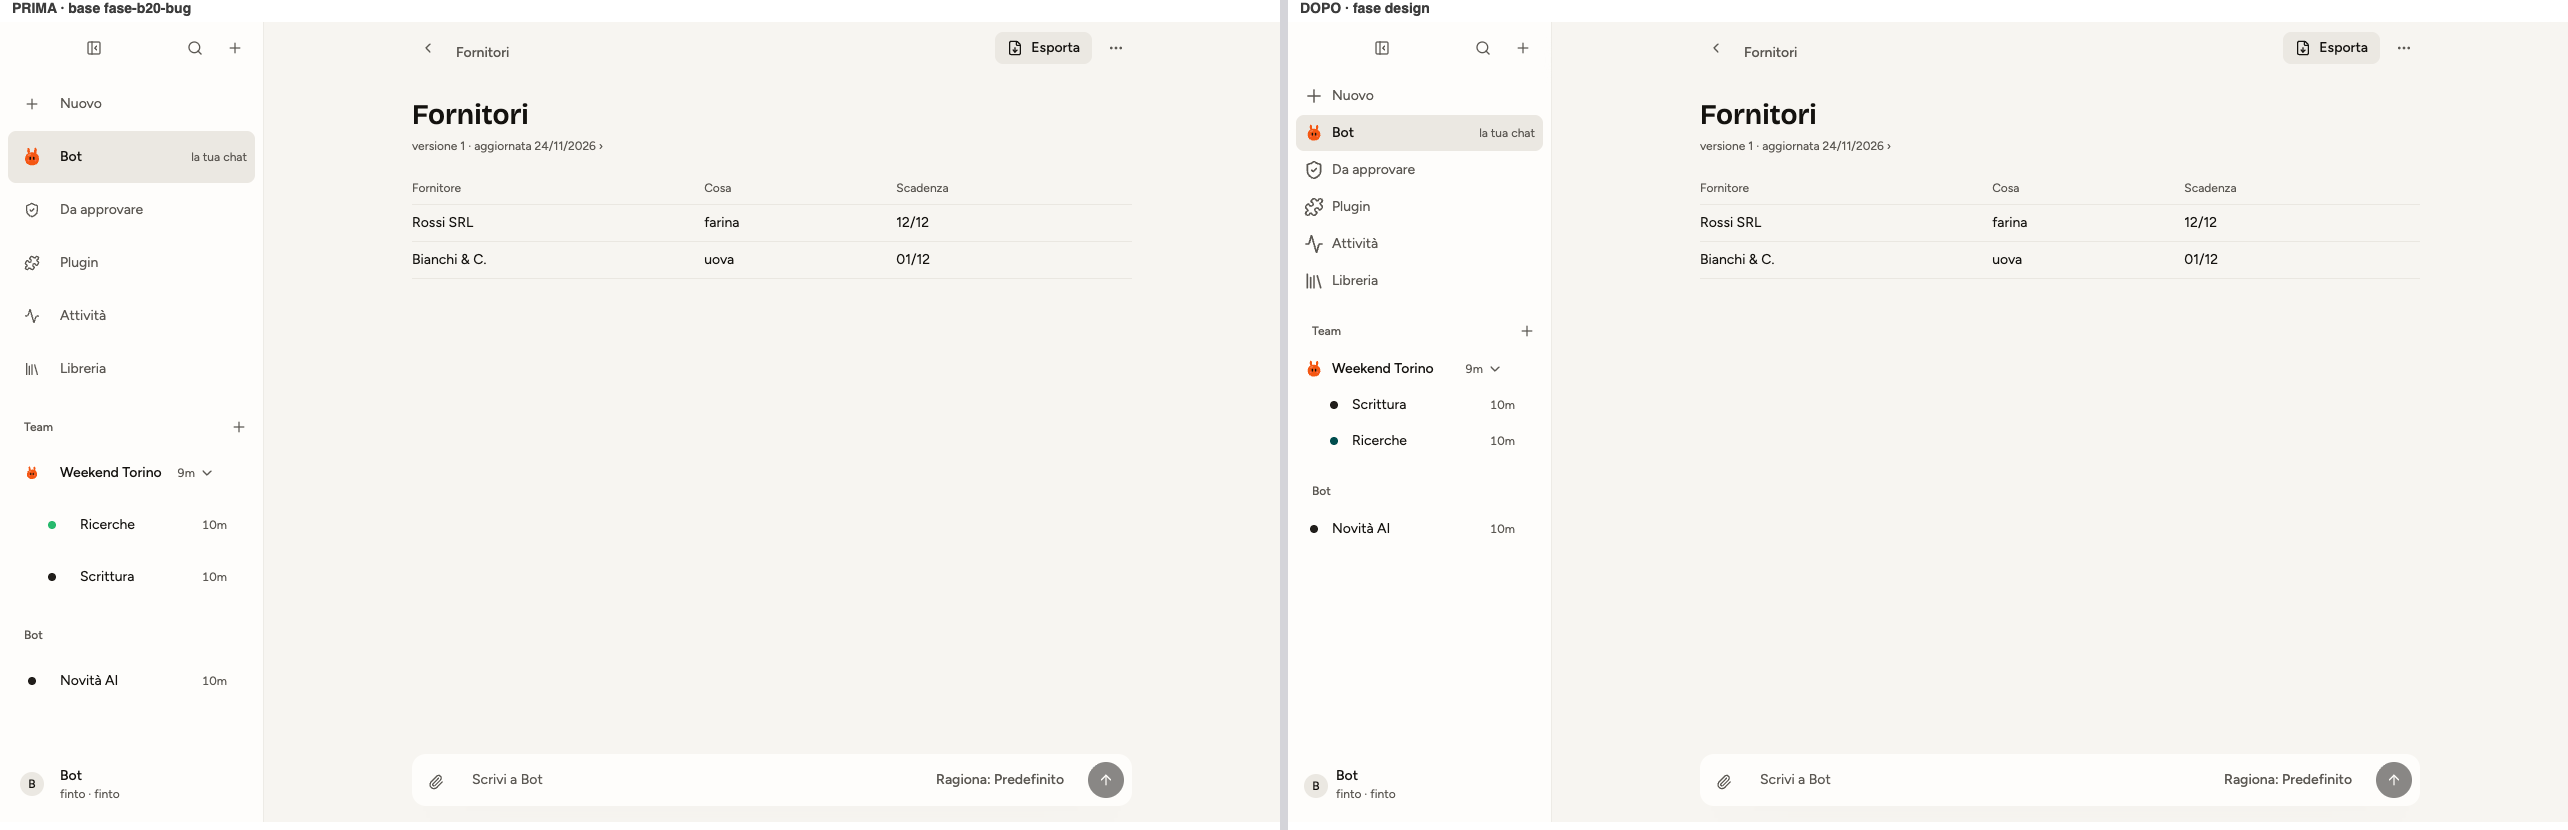 PRIMA · base fase-b20-bug
Nuovo
Bot la tua chat
Da approvare
Plugin
Attività
Libreria
Team
Weekend Torino 9m
Ricerche 10m
Scrittura 10m
Bot
Novità AI 10m
B
Bot
finto · finto
Fornitori
Esporta
Fornitori
versione 1 · aggiornata 24/11/2026 ›
Fornitore Cosa Scadenza
Rossi SRL farina 12/12
Bianchi & C. uova 01/12
Scrivi a Bot Ragiona: Predefinito
DOPO · fase design
Nuovo
Bot la tua chat
Da approvare
Plugin
Attività
Libreria
Team
Weekend Torino 9m
Scrittura 10m
Ricerche 10m
Bot
Novità AI 10m
B
Bot
finto · finto
Fornitori
Esporta
Fornitori
versione 1 · aggiornata 24/11/2026 ›
Fornitore Cosa Scadenza
Rossi SRL farina 12/12
Bianchi & C. uova 01/12
Scrivi a Bot Ragiona: Predefinito